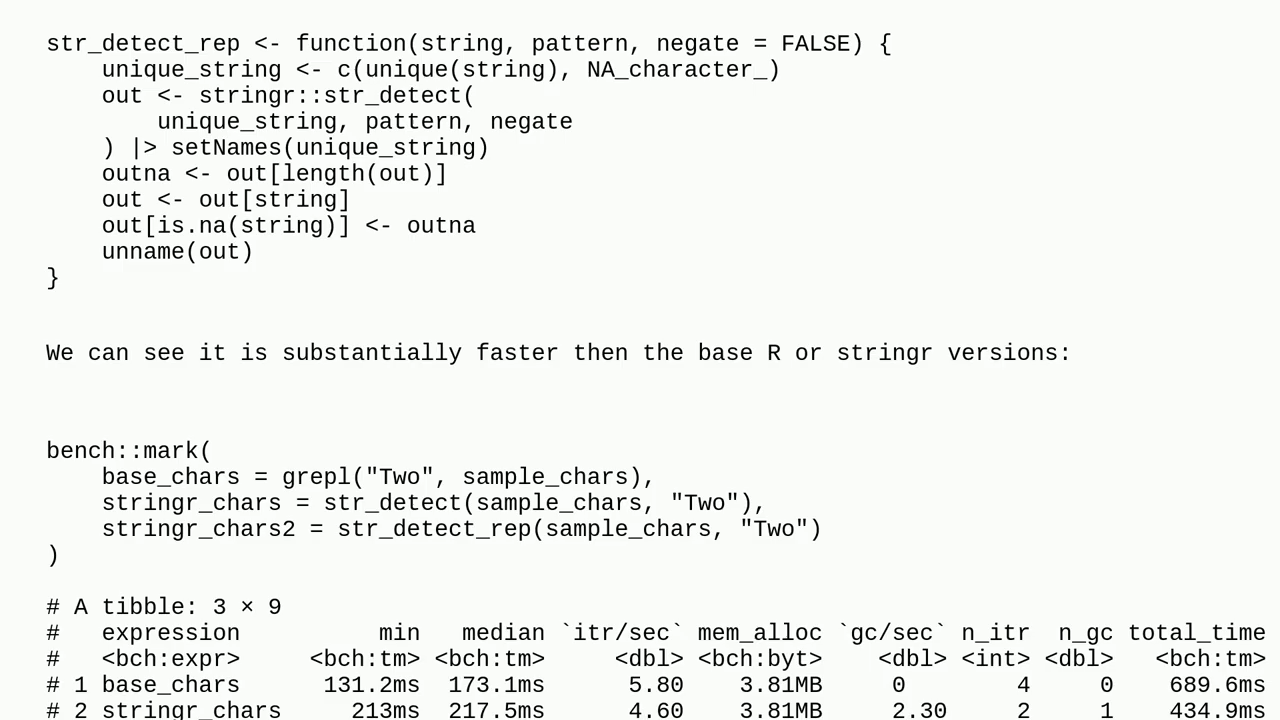 str_detect_rep <- function(string, pattern, negate = FALSE) {
    unique_string <- c(unique(string), NA_character_)
    out <- stringr::str_detect(
        unique_string, pattern, negate
    ) |> setNames(unique_string)
    outna <- out[length(out)]
    out <- out[string]
    out[is.na(string)] <- outna
    unname(out)
}
We can see it is substantially faster then the base R or stringr versions:
bench::mark(
    base_chars = grepl("Two", sample_chars),
    stringr_chars = str_detect(sample_chars, "Two"),
    stringr_chars2 = str_detect_rep(sample_chars, "Two")
)
# A tibble: 3 × 9
#   expression          min   median `itr/sec` mem_alloc `gc/sec` n_itr  n_gc total_time
#   <bch:expr>     <bch:tm> <bch:tm>     <dbl> <bch:byt>    <dbl> <int> <dbl>   <bch:tm>
# 1 base_chars      131.2ms  173.1ms      5.80    3.81MB     0        4     0    689.6ms
# 2 stringr_chars     213ms  217.5ms      4.60    3.81MB     2.30     2     1    434.9ms